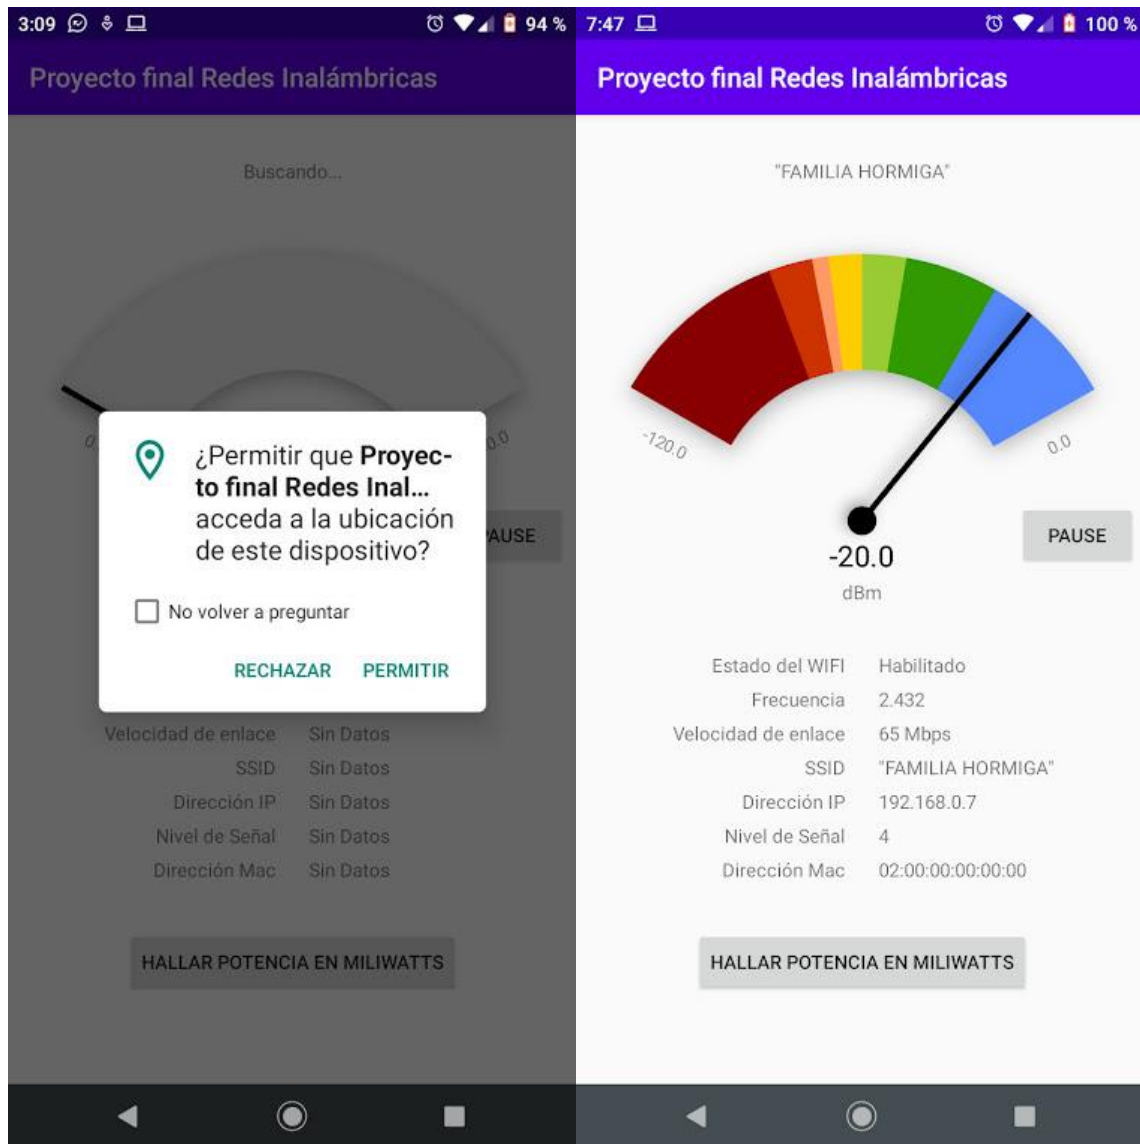 3:09
94 %
Proyecto final Redes Inalámbricas
Buscando...
0.
0.0
PAUSE
¿Permitir que Proyec-
to final Redes Inal...
acceda a la ubicación
de este dispositivo?
No volver a preguntar
RECHAZAR PERMITIR
Velocidad de enlace Sin Datos
SSID Sin Datos
Dirección IP Sin Datos
Nivel de Señal Sin Datos
Dirección Mac Sin Datos
HALLAR POTENCIA EN MILIWATTS
7:47
100 %
Proyecto final Redes Inalámbricas
"FAMILIA HORMIGA"
-120.0
0.0
-20.0
dBm
PAUSE
Estado del WIFI Habilitado
Frecuencia 2.432
Velocidad de enlace 65 Mbps
SSID "FAMILIA HORMIGA"
Dirección IP 192.168.0.7
Nivel de Señal 4
Dirección Mac 02:00:00:00:00:00
HALLAR POTENCIA EN MILIWATTS